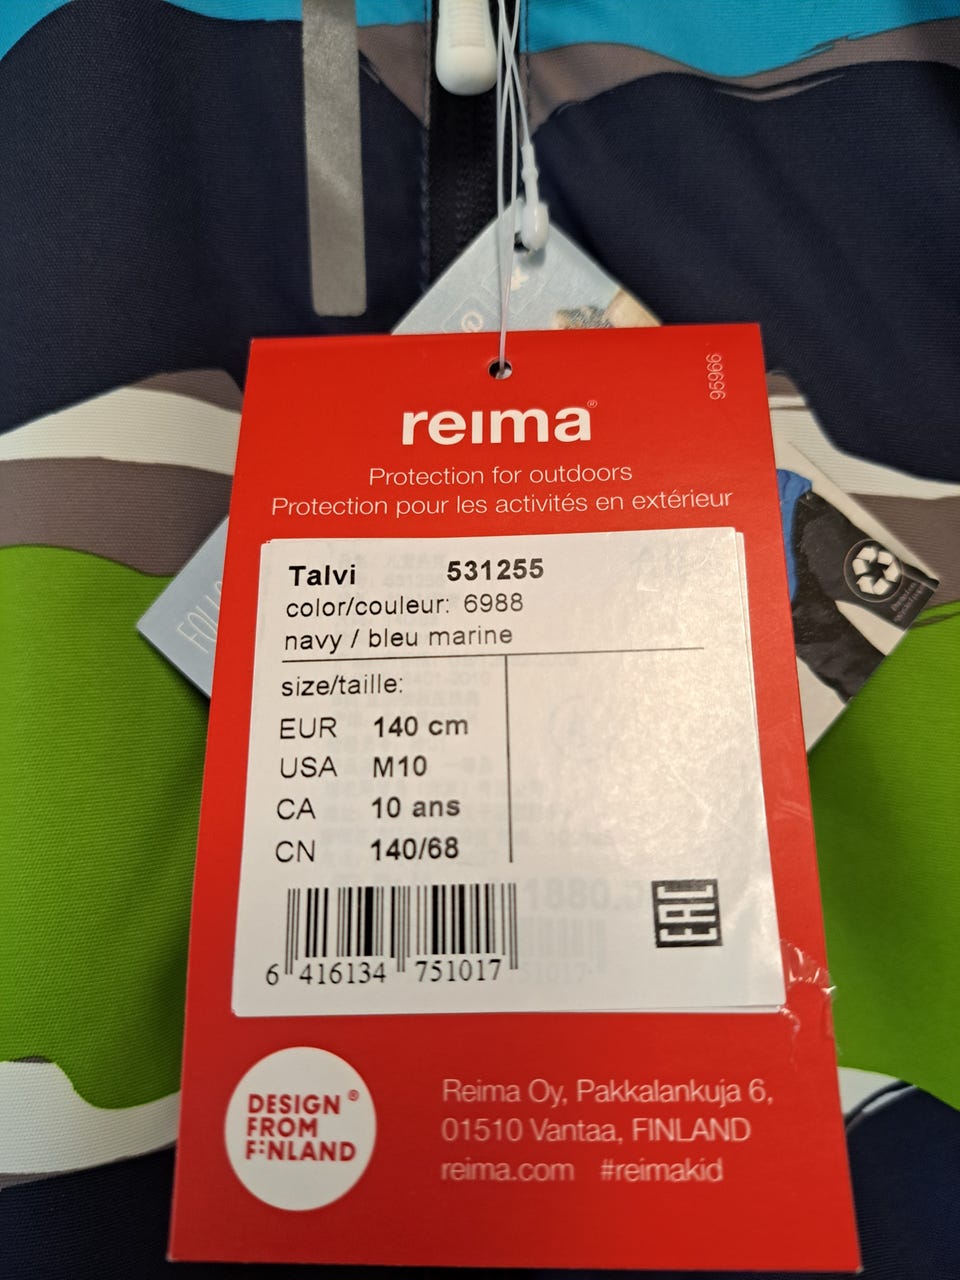 95966
reima®
Protection for outdoors
Protection pour les activités en extérieur
Talvi 531255
color/couleur: 6988
navy / bleu marine
size/taille:
EUR 140 cm
USA M10
CA 10 ans
CN 140/68
EAC
6 416134 751017
DESIGN ®
FROM
FINLAND
Reima Oy, Pakkalankuja 6,
01510 Vantaa, FINLAND
reima.com #reimakid